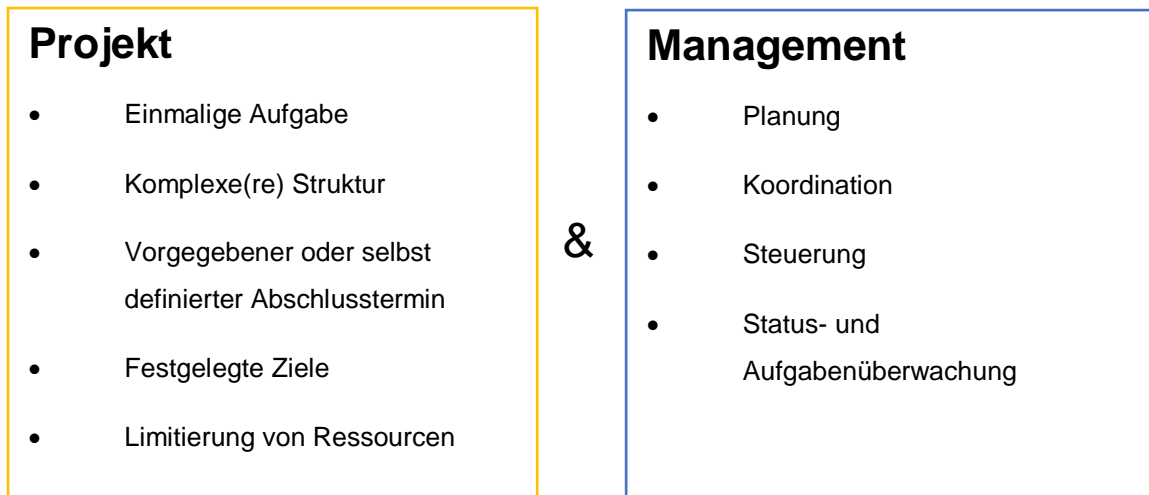 Projekt
• Einmalige Aufgabe
• Komplexe(re) Struktur
• Vorgegebener oder selbst
definierter Abschlusstermin
• Festgelegte Ziele
• Limitierung von Ressourcen
&
Management
• Planung
• Koordination
• Steuerung
• Status- und
Aufgabenüberwachung